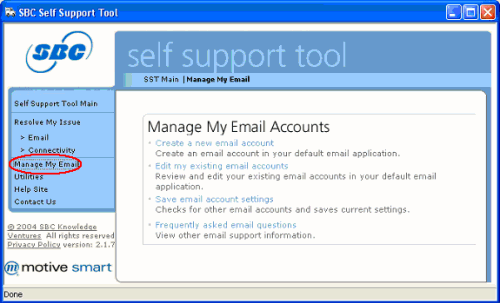 SBC Self Support Tool
SBC
self support tool
SST Main | Manage My Email
Self Support Tool Main
Resolve My Issue
> Email
> Connectivity
Manage My Email
Utilities
Help Site
Contact Us
© 2004 SBC Knowledge
Ventures All rights reserved
Privacy Policy version: 2.1.7
motive smart
Manage My Email Accounts
· Create a new email account
Create an email account in your default email application.
· Edit my existing email accounts
Review and edit your existing email accounts in your default email
application.
· Save email account settings
Checks for other email accounts and saves current settings.
· Frequently asked email questions
View other email support information.
Done